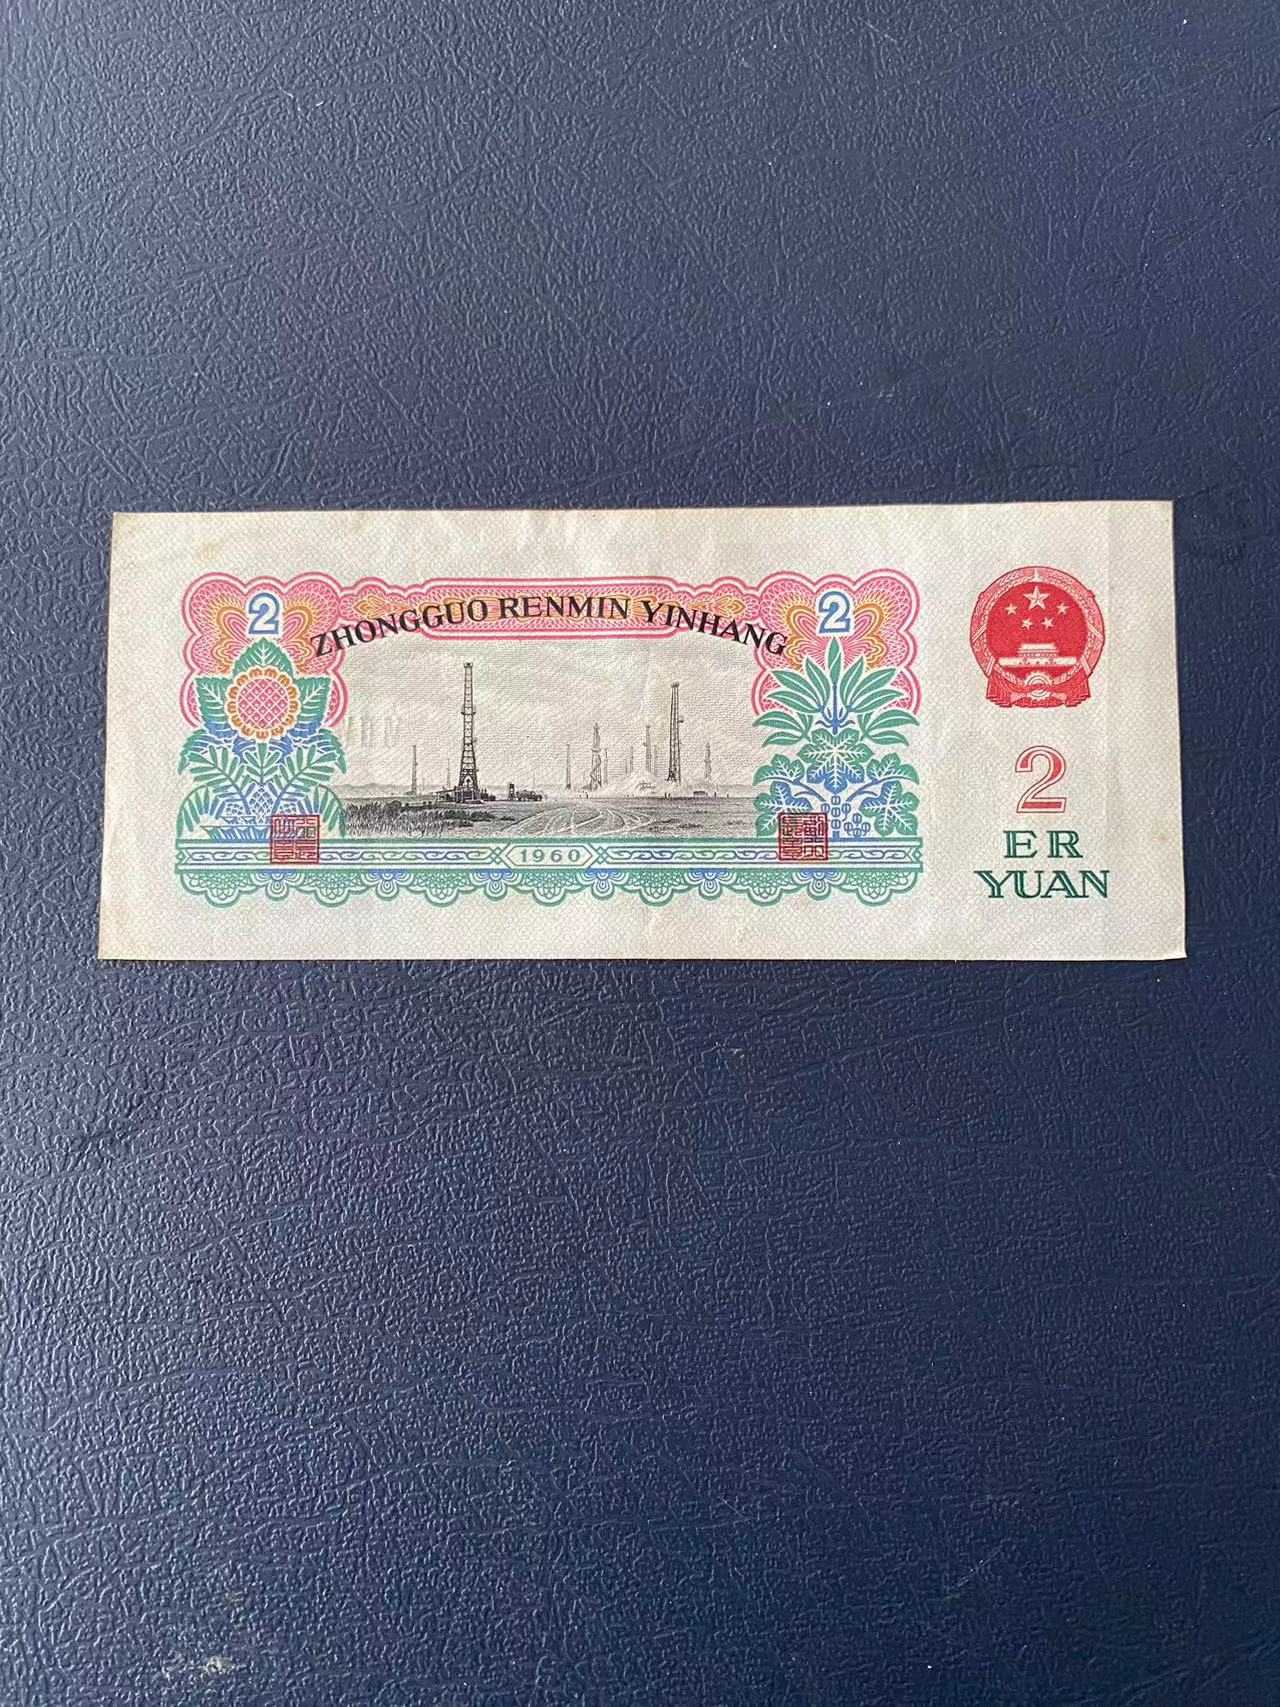 2
ZHONGGUO RENMIN YINHANG
2
1960
2
ER
YUAN